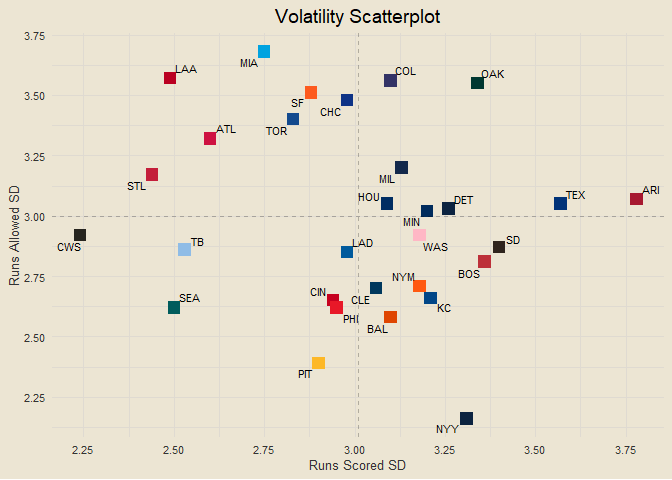 Volatility Scatterplot
3.75
MIA
LAA
COL
OAK
3.50
SF
CHC
TOR
ATL
3.25
STL
MIL
HOU
DET
TEX
ARI
3.00
MIN
CWS
TB
LAD
WAS
SD
BOS
2.75
NYM
CIN
CLE
SEA
KC
PHI
BAL
2.50
PIT
2.25
NYY
Runs Allowed SD
2.25 2.50 2.75 3.00 3.25 3.50 3.75
Runs Scored SD